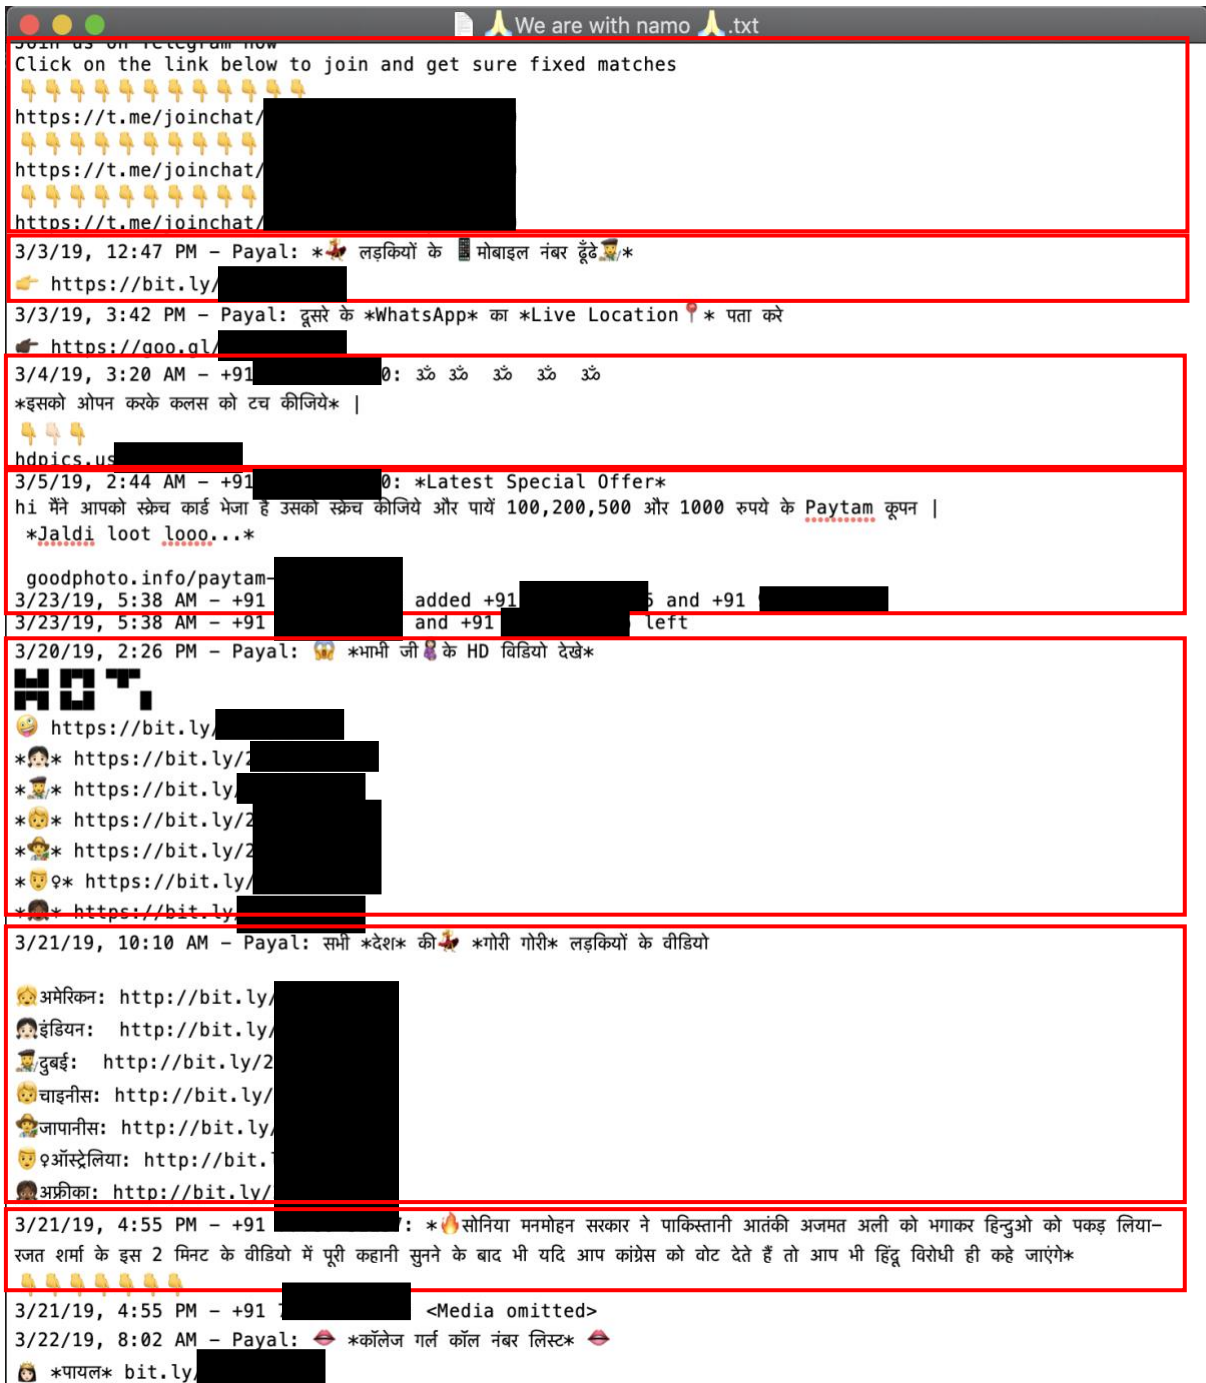 🙏We are with namo 🙏.txt
Join us on Telegram now
Click on the link below to join and get sure fixed matches
👇👇👇👇👇👇👇👇👇👇👇👇
https://t.me/joinchat/
👇👇👇👇👇👇👇👇👇👇
https://t.me/joinchat/
👇👇👇👇👇👇👇👇👇👇
https://t.me/joinchat/
3/3/19, 12:47 PM – Payal: *💃 लड़कियों के 📱मोबाइल नंबर ढूँढे👩‍🎨/*
👉 https://bit.ly/
3/3/19, 3:42 PM – Payal: दूसरे के *WhatsApp* का *Live Location📍* पता करे
👉 https://goo.gl/
3/4/19, 3:20 AM – +91 0: ॐ ॐ ॐ ॐ ॐ
*इसको ओपन करके कलस को टच कीजिये* |
👇👇👇
hdpics.us
3/5/19, 2:44 AM – +91 0: *Latest Special Offer*
hi मैंने आपको स्क्रेच कार्ड भेजा है उसको स्क्रेच कीजिये और पायें 100,200,500 और 1000 रुपये के Paytam कूपन |
*Jaldi loot looo...*
goodphoto.info/paytam-
3/23/19, 5:38 AM – +91 added +91 and +91
3/23/19, 5:38 AM – +91 and +91 left
3/20/19, 2:26 PM – Payal: 😱 *भाभी जी🤱के HD विडियो देखे*
HOT
🤪 https://bit.ly/
*👧🏻* https://bit.ly/2
*👩‍🎨/* https://bit.ly/
*👩* https://bit.ly/2
*👩‍🌾* https://bit.ly/2
*👱♀* https://bit.ly/
*👩🏿* https://bit.ly/
3/21/19, 10:10 AM – Payal: सभी *देश* की💃 *गोरी गोरी* लड़कियों के वीडियो
👧अमेरिकन: http://bit.ly/
👧🏻इंडियन: http://bit.ly/
👩‍🎨/दुबई: http://bit.ly/2
👩चाइनीस: http://bit.ly/
👩‍🌾जापानीस: http://bit.ly/
👱♀ऑस्ट्रेलिया: http://bit.
👩🏿अफ्रीका: http://bit.ly/
3/21/19, 4:55 PM – +91 : *🔥सोनिया मनमोहन सरकार ने पाकिस्तानी आतंकी अजमत अली को भगाकर हिन्दुओ को पकड़ लिया–
रजत शर्मा के इस 2 मिनट के वीडियो में पूरी कहानी सुनने के बाद भी यदि आप कांग्रेस को वोट देते हैं तो आप भी हिंदू विरोधी ही कहे जाएंगे*
👇👇👇👇👇👇👇
3/21/19, 4:55 PM – +91 <Media omitted>
3/22/19, 8:02 AM – Payal: 👄 *कॉलेज गर्ल कॉल नंबर लिस्ट* 👄
👸 *पायल* bit.ly/